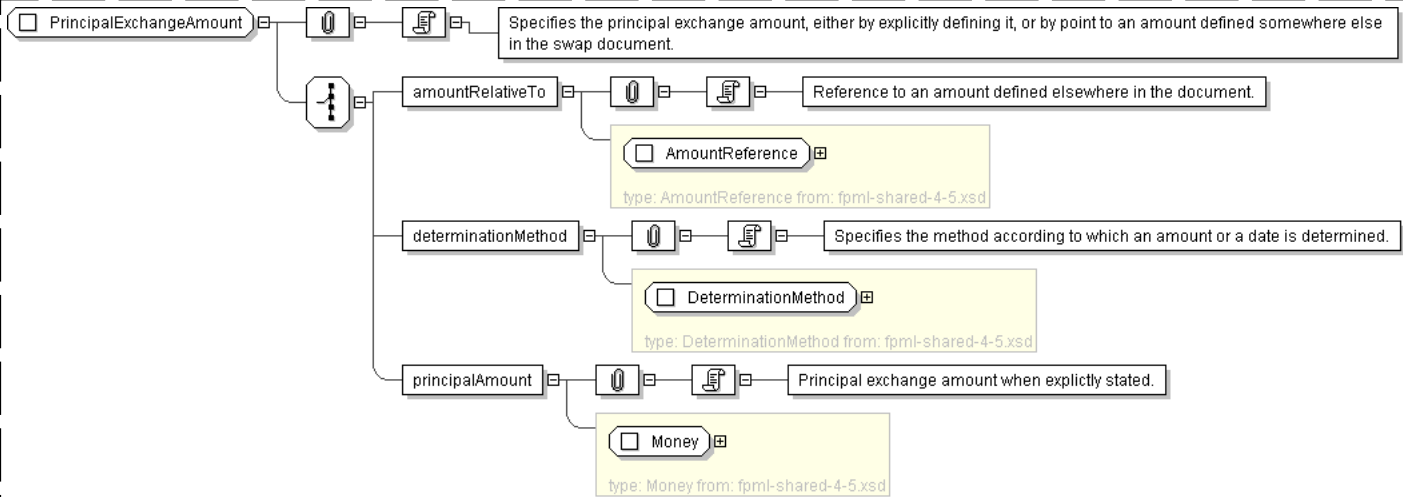 PrincipalExchangeAmount
Specifies the principal exchange amount, either by explicitly defining it, or by point to an amount defined somewhere else
in the swap document.
amountRelativeTo
Reference to an amount defined elsewhere in the document.
AmountReference
type: AmountReference from: fpml-shared-4-5.xsd
determinationMethod
Specifies the method according to which an amount or a date is determined.
DeterminationMethod
type: DeterminationMethod from: fpml-shared-4-5.xsd
principalAmount
Principal exchange amount when explictly stated.
Money
type: Money from: fpml-shared-4-5.xsd